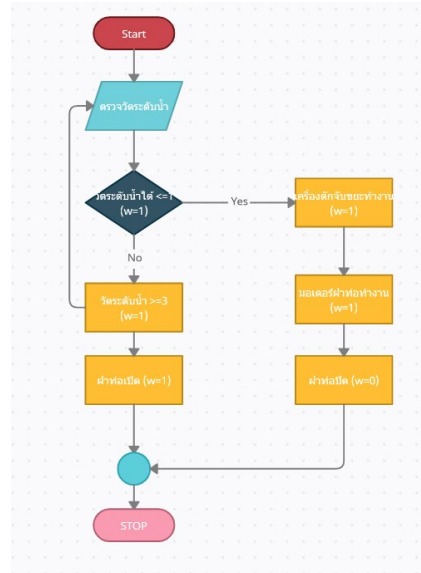 Start
ตรวจวัดระดับน้ำ
วัดระดับน้ำได้ <=1
(w=1)
Yes
เครื่องดักจับขยะทำงาน
(w=1)
No
วัดระดับน้ำ >=3
(w=1)
มอเตอร์ฝาท่อทำงาน
(w=1)
ฝาท่อเปิด (w=1)
ฝาท่อปิด (w=0)
STOP